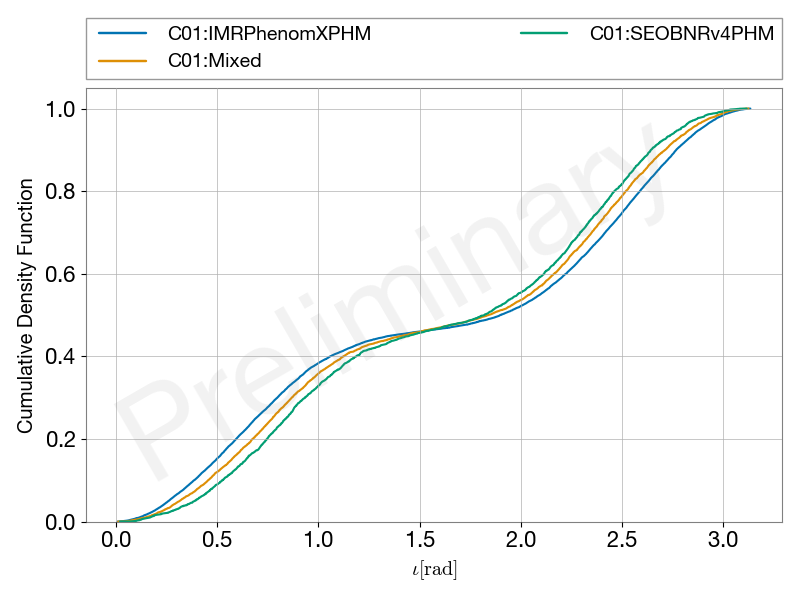 C01:IMRPhenomXPHM
C01:Mixed
C01:SEOBNRv4PHM
Preliminary
Cumulative Density Function
1.0
0.8
0.6
0.4
0.2
0.0
0.0 0.5 1.0 1.5 2.0 2.5 3.0
ι[rad]